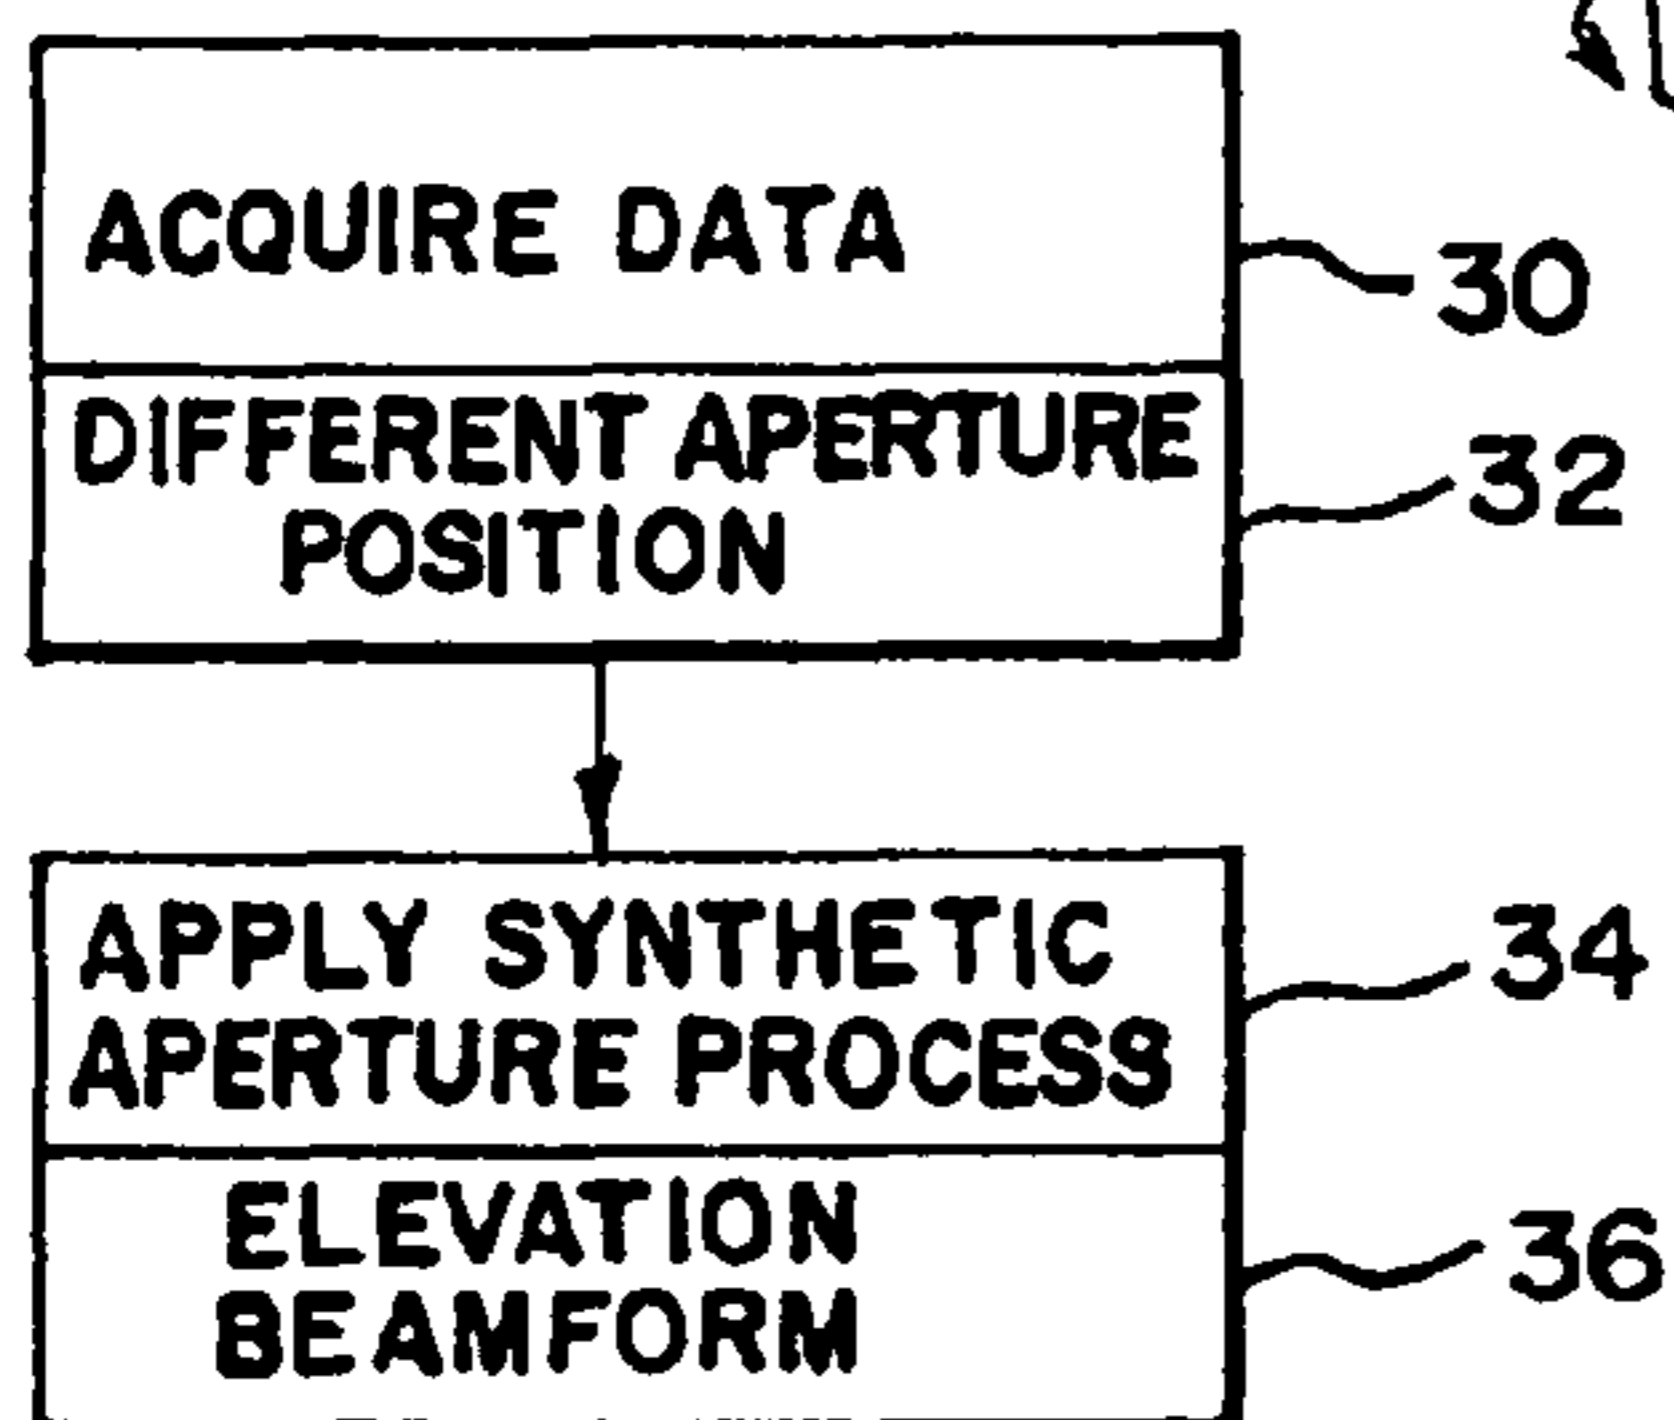 ACQUIRE DATA
30
DIFFERENT APERTURE
POSITION
32
APPLY SYNTHETIC
APERTURE PROCESS
34
ELEVATION
BEAMFORM
36